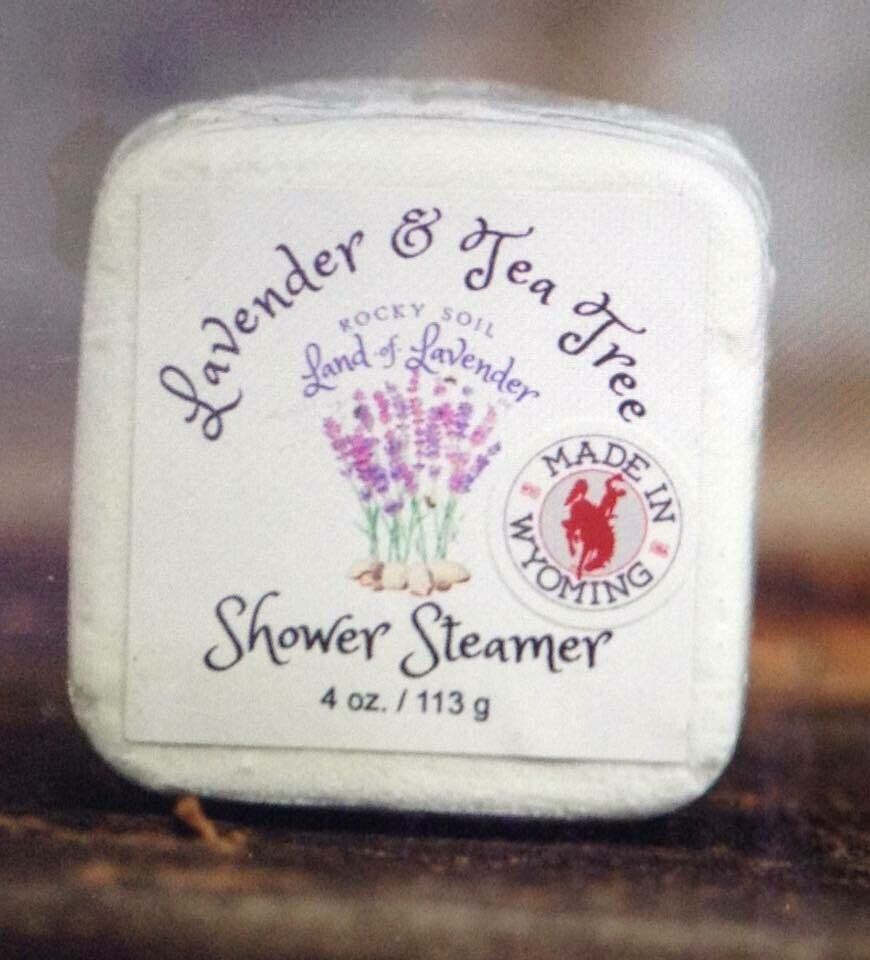 Lavender & Tea Tree
ROCKY SOIL
Land of Lavender
MADE IN
WYOMING
Shower Steamer
4 oz. / 113 g